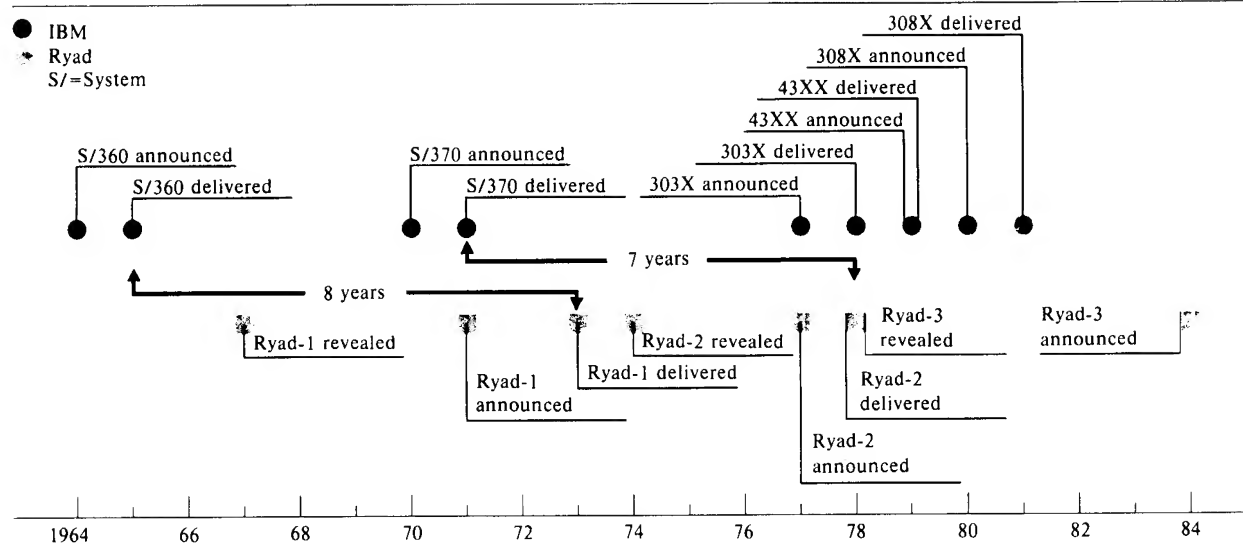 IBM
Ryad
S/=System
308X delivered
308X announced
43XX delivered
43XX announced
S/360 announced
S/370 announced
303X delivered
S/360 delivered
S/370 delivered
303X announced
7 years
8 years
Ryad-1 revealed
Ryad-2 revealed
Ryad-3
revealed
Ryad-3
announced
Ryad-1
announced
Ryad-1 delivered
Ryad-2
delivered
Ryad-2
announced
1964 66 68 70 72 74 76 78 80 82 84